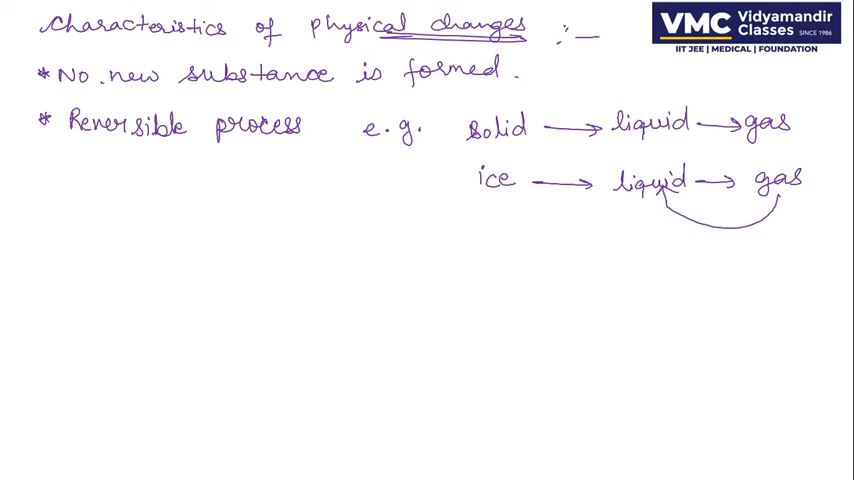 Characteristics of physical changes :-
VMC Vidyamandir Classes SINCE 1986
IIT JEE | MEDICAL | FOUNDATION
* No new substance is formed.
* Reversible process e.g. solid → liquid → gas
ice → liquid → gas